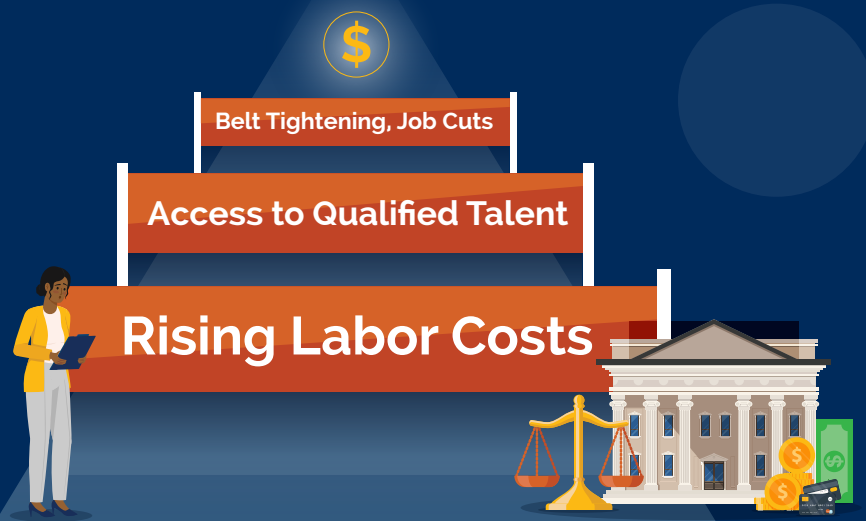 $
Belt Tightening, Job Cuts
Access to Qualified Talent
Rising Labor Costs
$
$
$